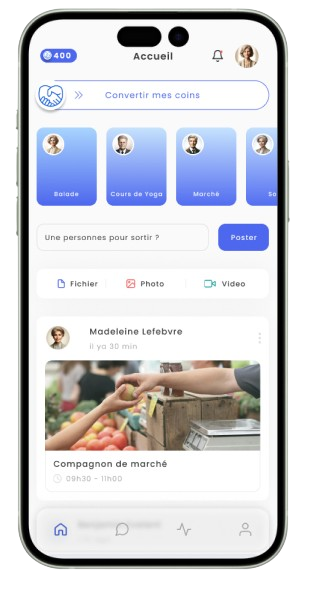 400
Accueil
Convertir mes coins
Balade
Cours de Yoga
Marché
So
Une personnes pour sortir ?
Poster
Fichier
Photo
Video
Madeleine Lefebvre
il ya 30 min
Compagnon de marché
09h30 - 11h00